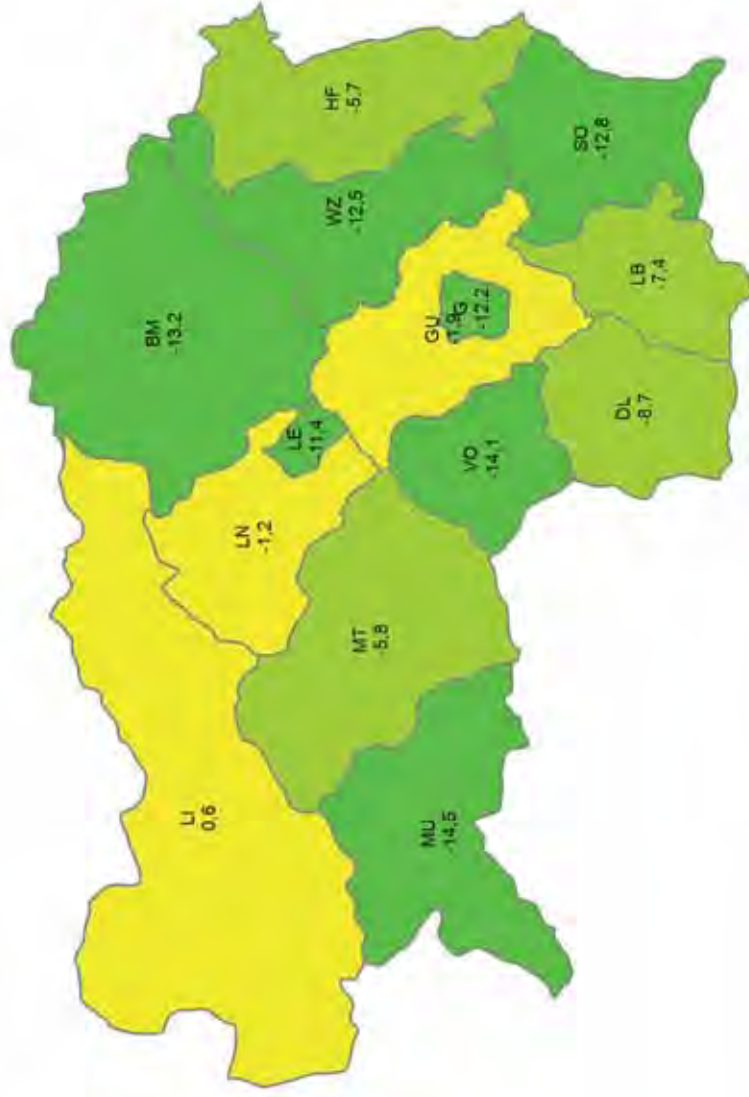 BM
-13,2
LI
0,6
LN
-1,2
LE
-11,4
WZ
-12,5
HF
-5,7
MT
-5,8
MU
-14,5
GU
-1,9
G
-12,2
VO
-14,1
SO
-12,8
DL
-8,7
LB
-7,4